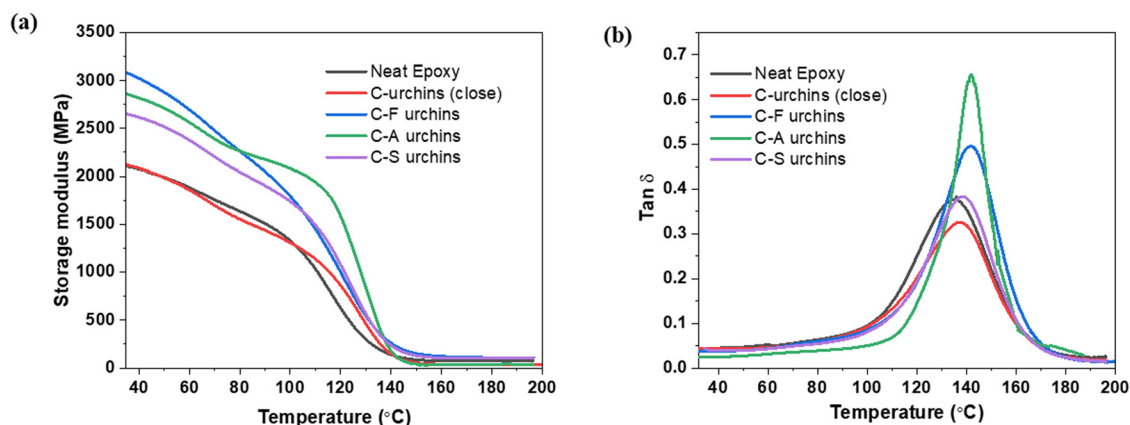 (a)
Storage modulus (MPa)
3500
3000
2500
2000
1500
1000
500
0
Neat Epoxy
C-urchins (close)
C-F urchins
C-A urchins
C-S urchins
40 60 80 100 120 140 160 180 200
Temperature (°C)
(b)
Tan δ
0.7
0.6
0.5
0.4
0.3
0.2
0.1
0.0
Neat Epoxy
C-urchins (close)
C-F urchins
C-A urchins
C-S urchins
40 60 80 100 120 140 160 180 200
Temperature (°C)